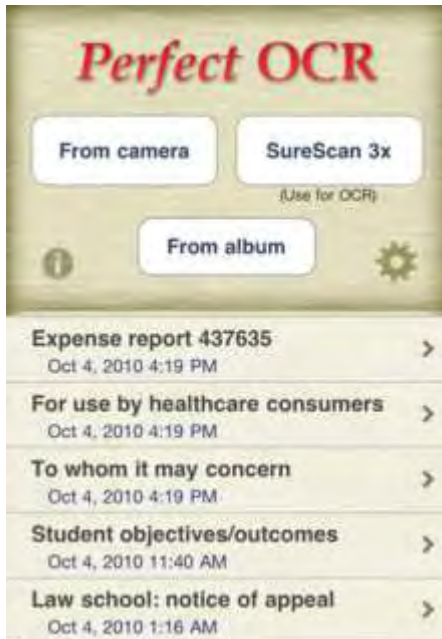 Perfect OCR
From camera
SureScan 3x
(Use for OCR)
From album
Expense report 437635
Oct 4, 2010 4:19 PM
For use by healthcare consumers
Oct 4, 2010 4:19 PM
To whom it may concern
Oct 4, 2010 4:19 PM
Student objectives/outcomes
Oct 4, 2010 11:40 AM
Law school: notice of appeal
Oct 4, 2010 1:16 AM